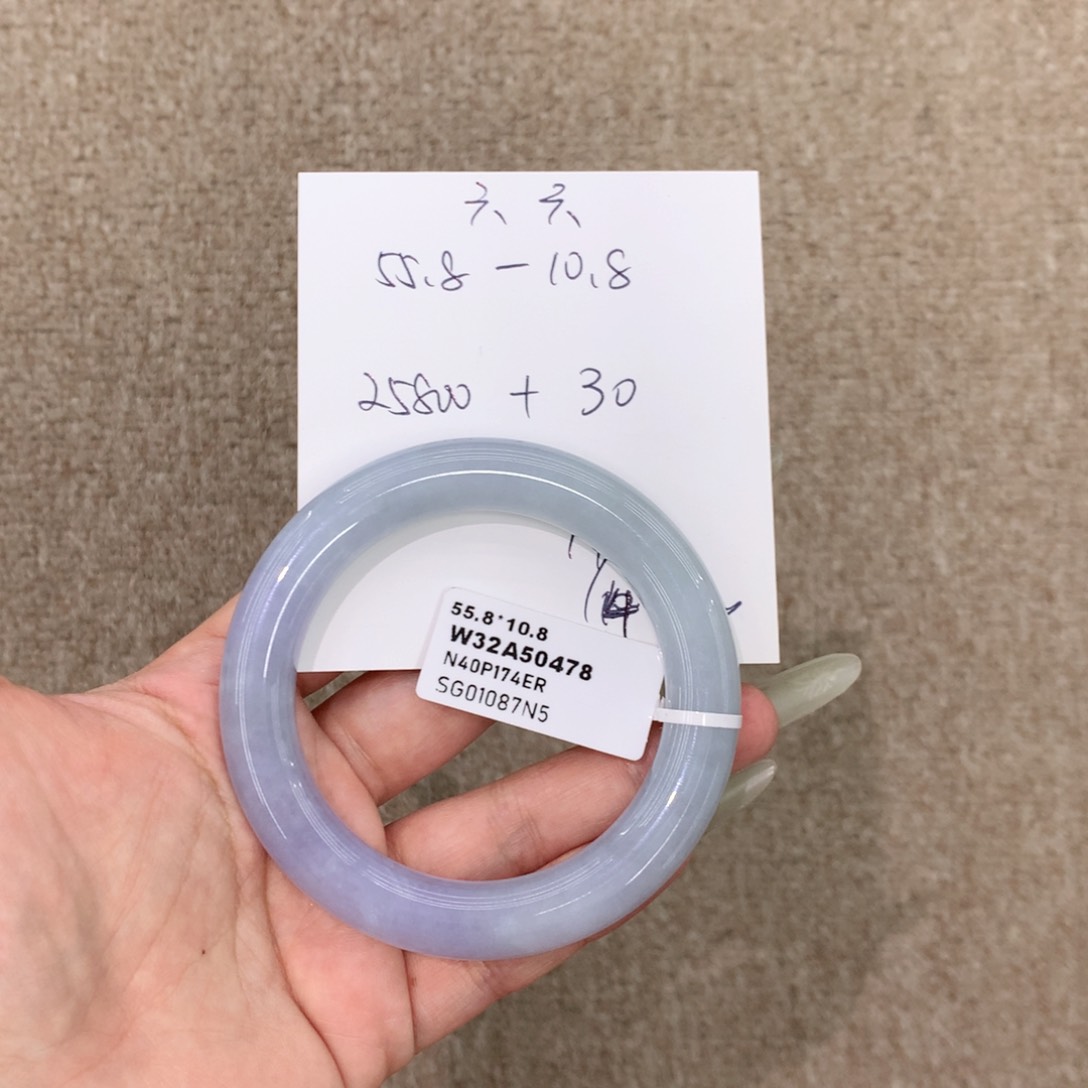 55.8 - 10.8
25800 + 30
55.8*10.8
W32A50478
N40P174ER
SG01087N5